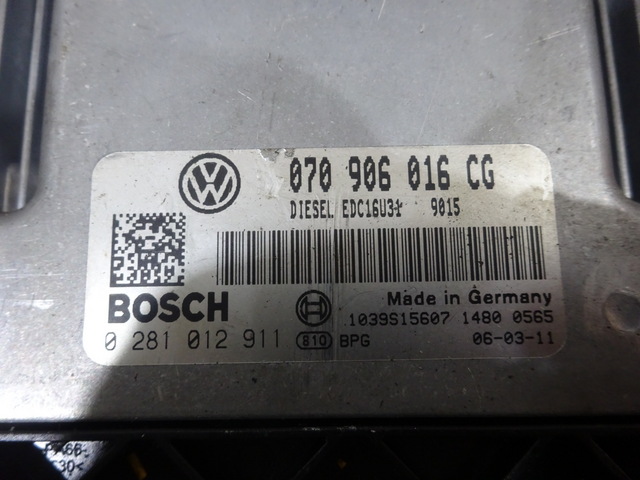 070 906 016 CG
DIESEL EDC16U31 9015
BOSCH
Made in Germany
1039S15607 1480 0565
0 281 012 911 810 BPG 06-03-11